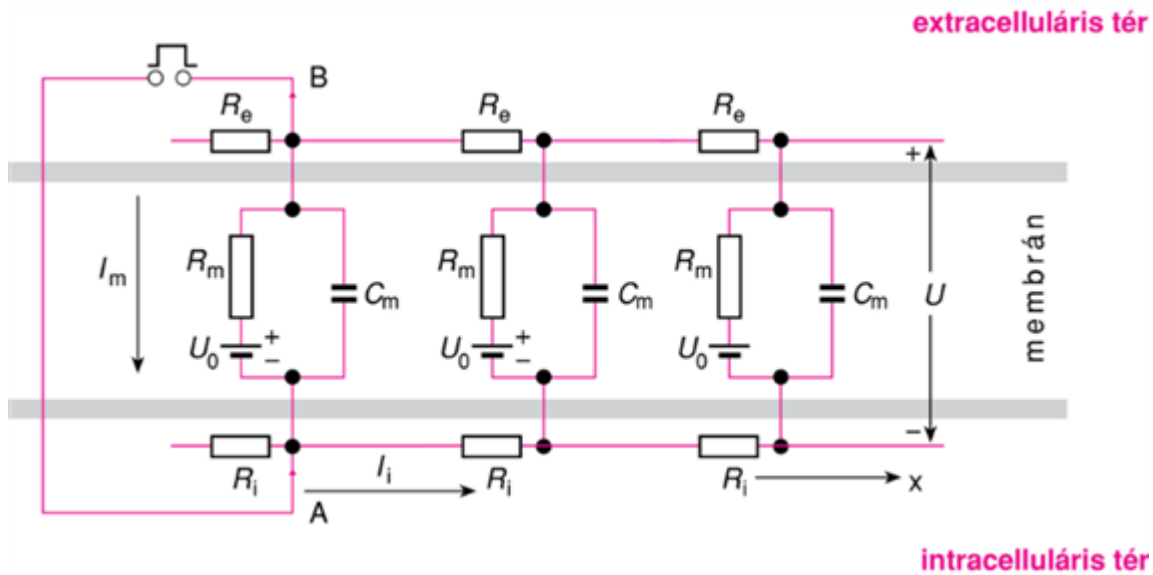 extracelluláris tér
B
Re Re Re
+
Im Rm Cm Rm Cm Rm Cm U membrán
U0 + − U0 + − U0
−
Ri Ii Ri Ri x
A
intracelluláris tér